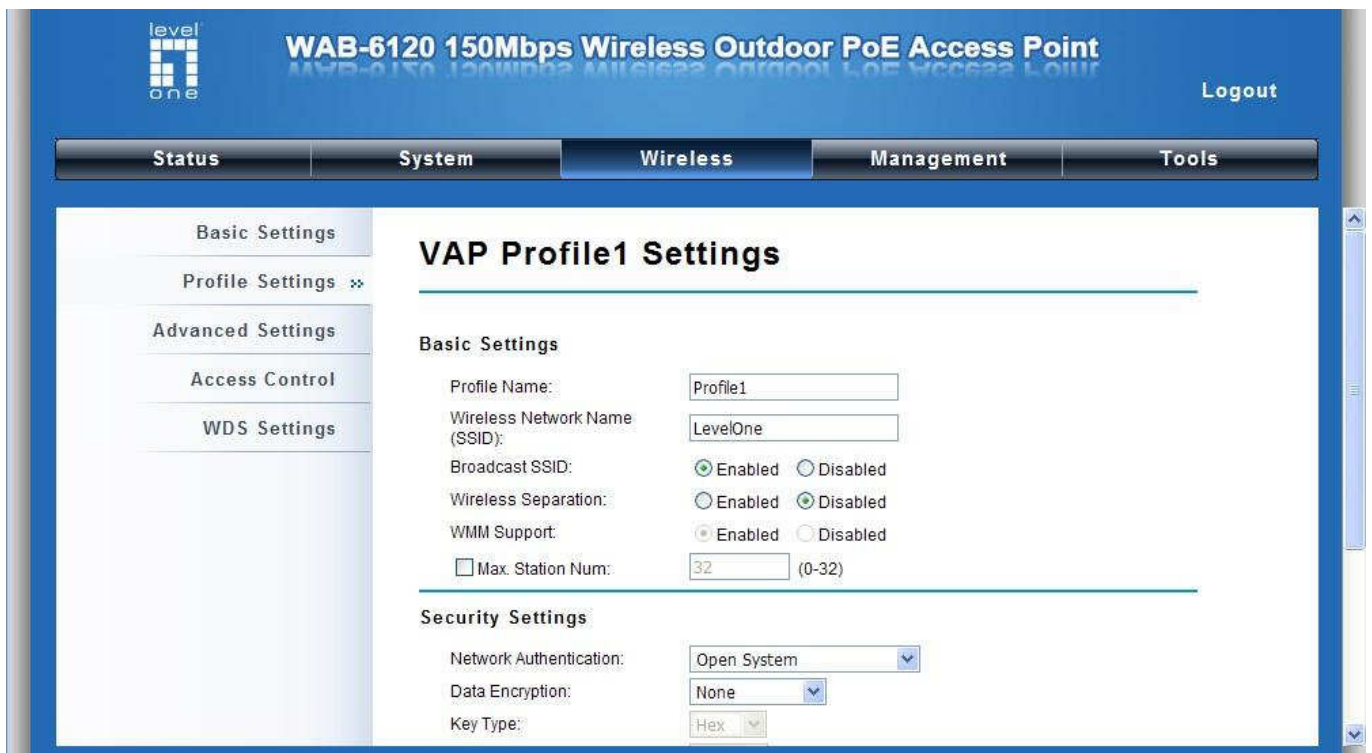 level
one
WAB-6120 150Mbps Wireless Outdoor PoE Access Point
Logout
Status System Wireless Management Tools
Basic Settings
Profile Settings »
Advanced Settings
Access Control
WDS Settings
VAP Profile1 Settings
Basic Settings
Profile Name: Profile1
Wireless Network Name
(SSID): LevelOne
Broadcast SSID: Enabled Disabled
Wireless Separation: Enabled Disabled
WMM Support: Enabled Disabled
Max. Station Num: 32 (0-32)
Security Settings
Network Authentication: Open System
Data Encryption: None
Key Type: Hex